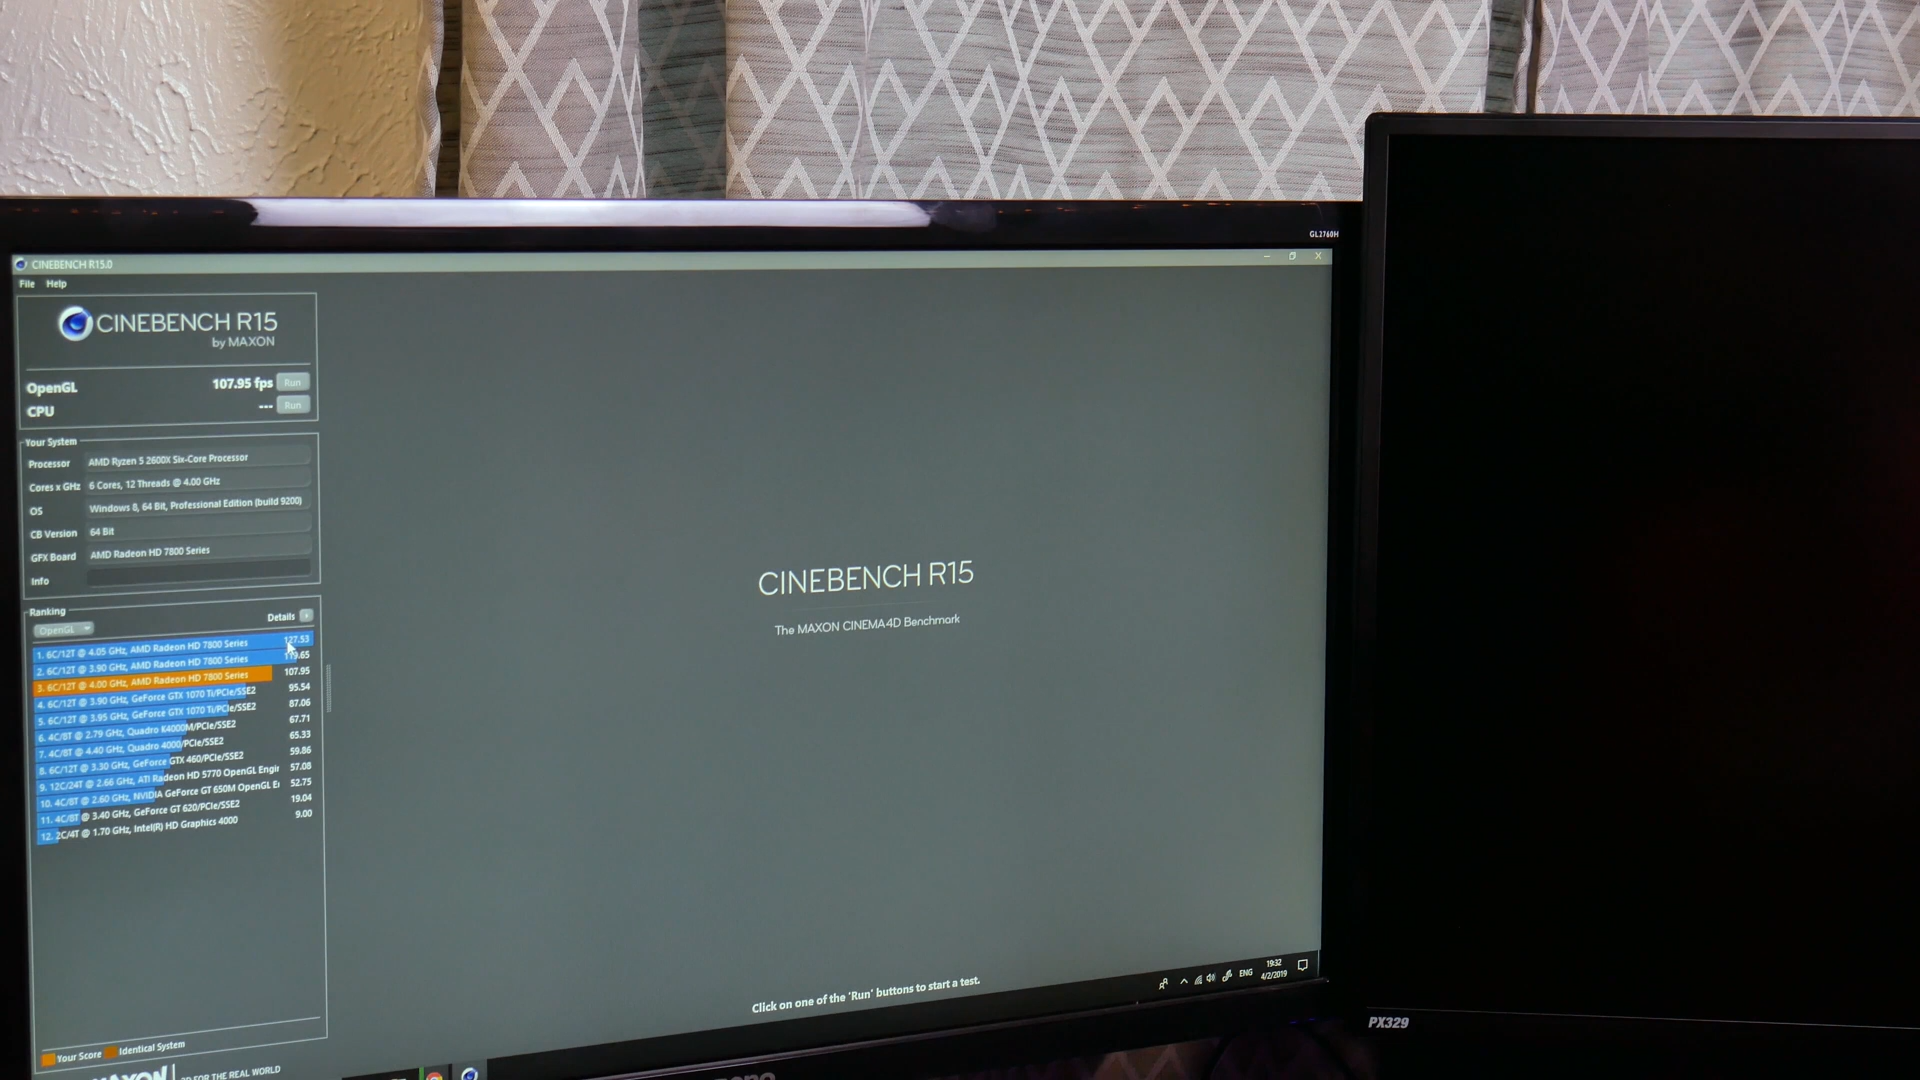 GL2760H
CINEBENCH R15.0
File Help
CINEBENCH R15
by MAXON
OpenGL 107.95 fps Run
CPU --- Run
Your System
Processor AMD Ryzen 5 2600X Six-Core Processor
Cores x GHz 6 Cores, 12 Threads @ 4.00 GHz
OS Windows 8, 64 Bit, Professional Edition (build 9200)
CB Version 64 Bit
GFX Board AMD Radeon HD 7800 Series
Info
Ranking
Details
OpenGL
1. 6C/12T @ 4.05 GHz, AMD Radeon HD 7800 Series 127.53
2. 6C/12T @ 3.90 GHz, AMD Radeon HD 7800 Series
3. 6C/12T @ 4.00 GHz, AMD Radeon HD 7800 Series 107.95
4. 6C/12T @ 3.90 GHz, GeForce GTX 1070 Ti/PCIe/SSE2 95.54
5. 6C/12T @ 3.95 GHz, GeForce GTX 1070 Ti/PCIe/SSE2 87.06
6. 4C/8T @ 2.79 GHz, Quadro K4000M/PCIe/SSE2 67.71
7. 4C/8T @ 4.40 GHz, Quadro 4000/PCIe/SSE2 65.33
8. 6C/12T @ 3.30 GHz, GeForce GTX 460/PCIe/SSE2 59.86
9. 12C/24T @ 2.66 GHz, ATI Radeon HD 5770 OpenGL Engin 57.08
10. 4C/8T @ 2.60 GHz, NVIDIA GeForce GT 650M OpenGL E 52.75
11. 4C/8T @ 3.40 GHz, GeForce GT 620/PCIe/SSE2 19.04
12. 2C/4T @ 1.70 GHz, Intel(R) HD Graphics 4000 9.00
CINEBENCH R15
The MAXON CINEMA4D Benchmark
Click on one of the 'Run' buttons to start a test.
ENG
19:32
4/2/2019
Your Score Identical System
MAXON 3D FOR THE REAL WORLD
PX329